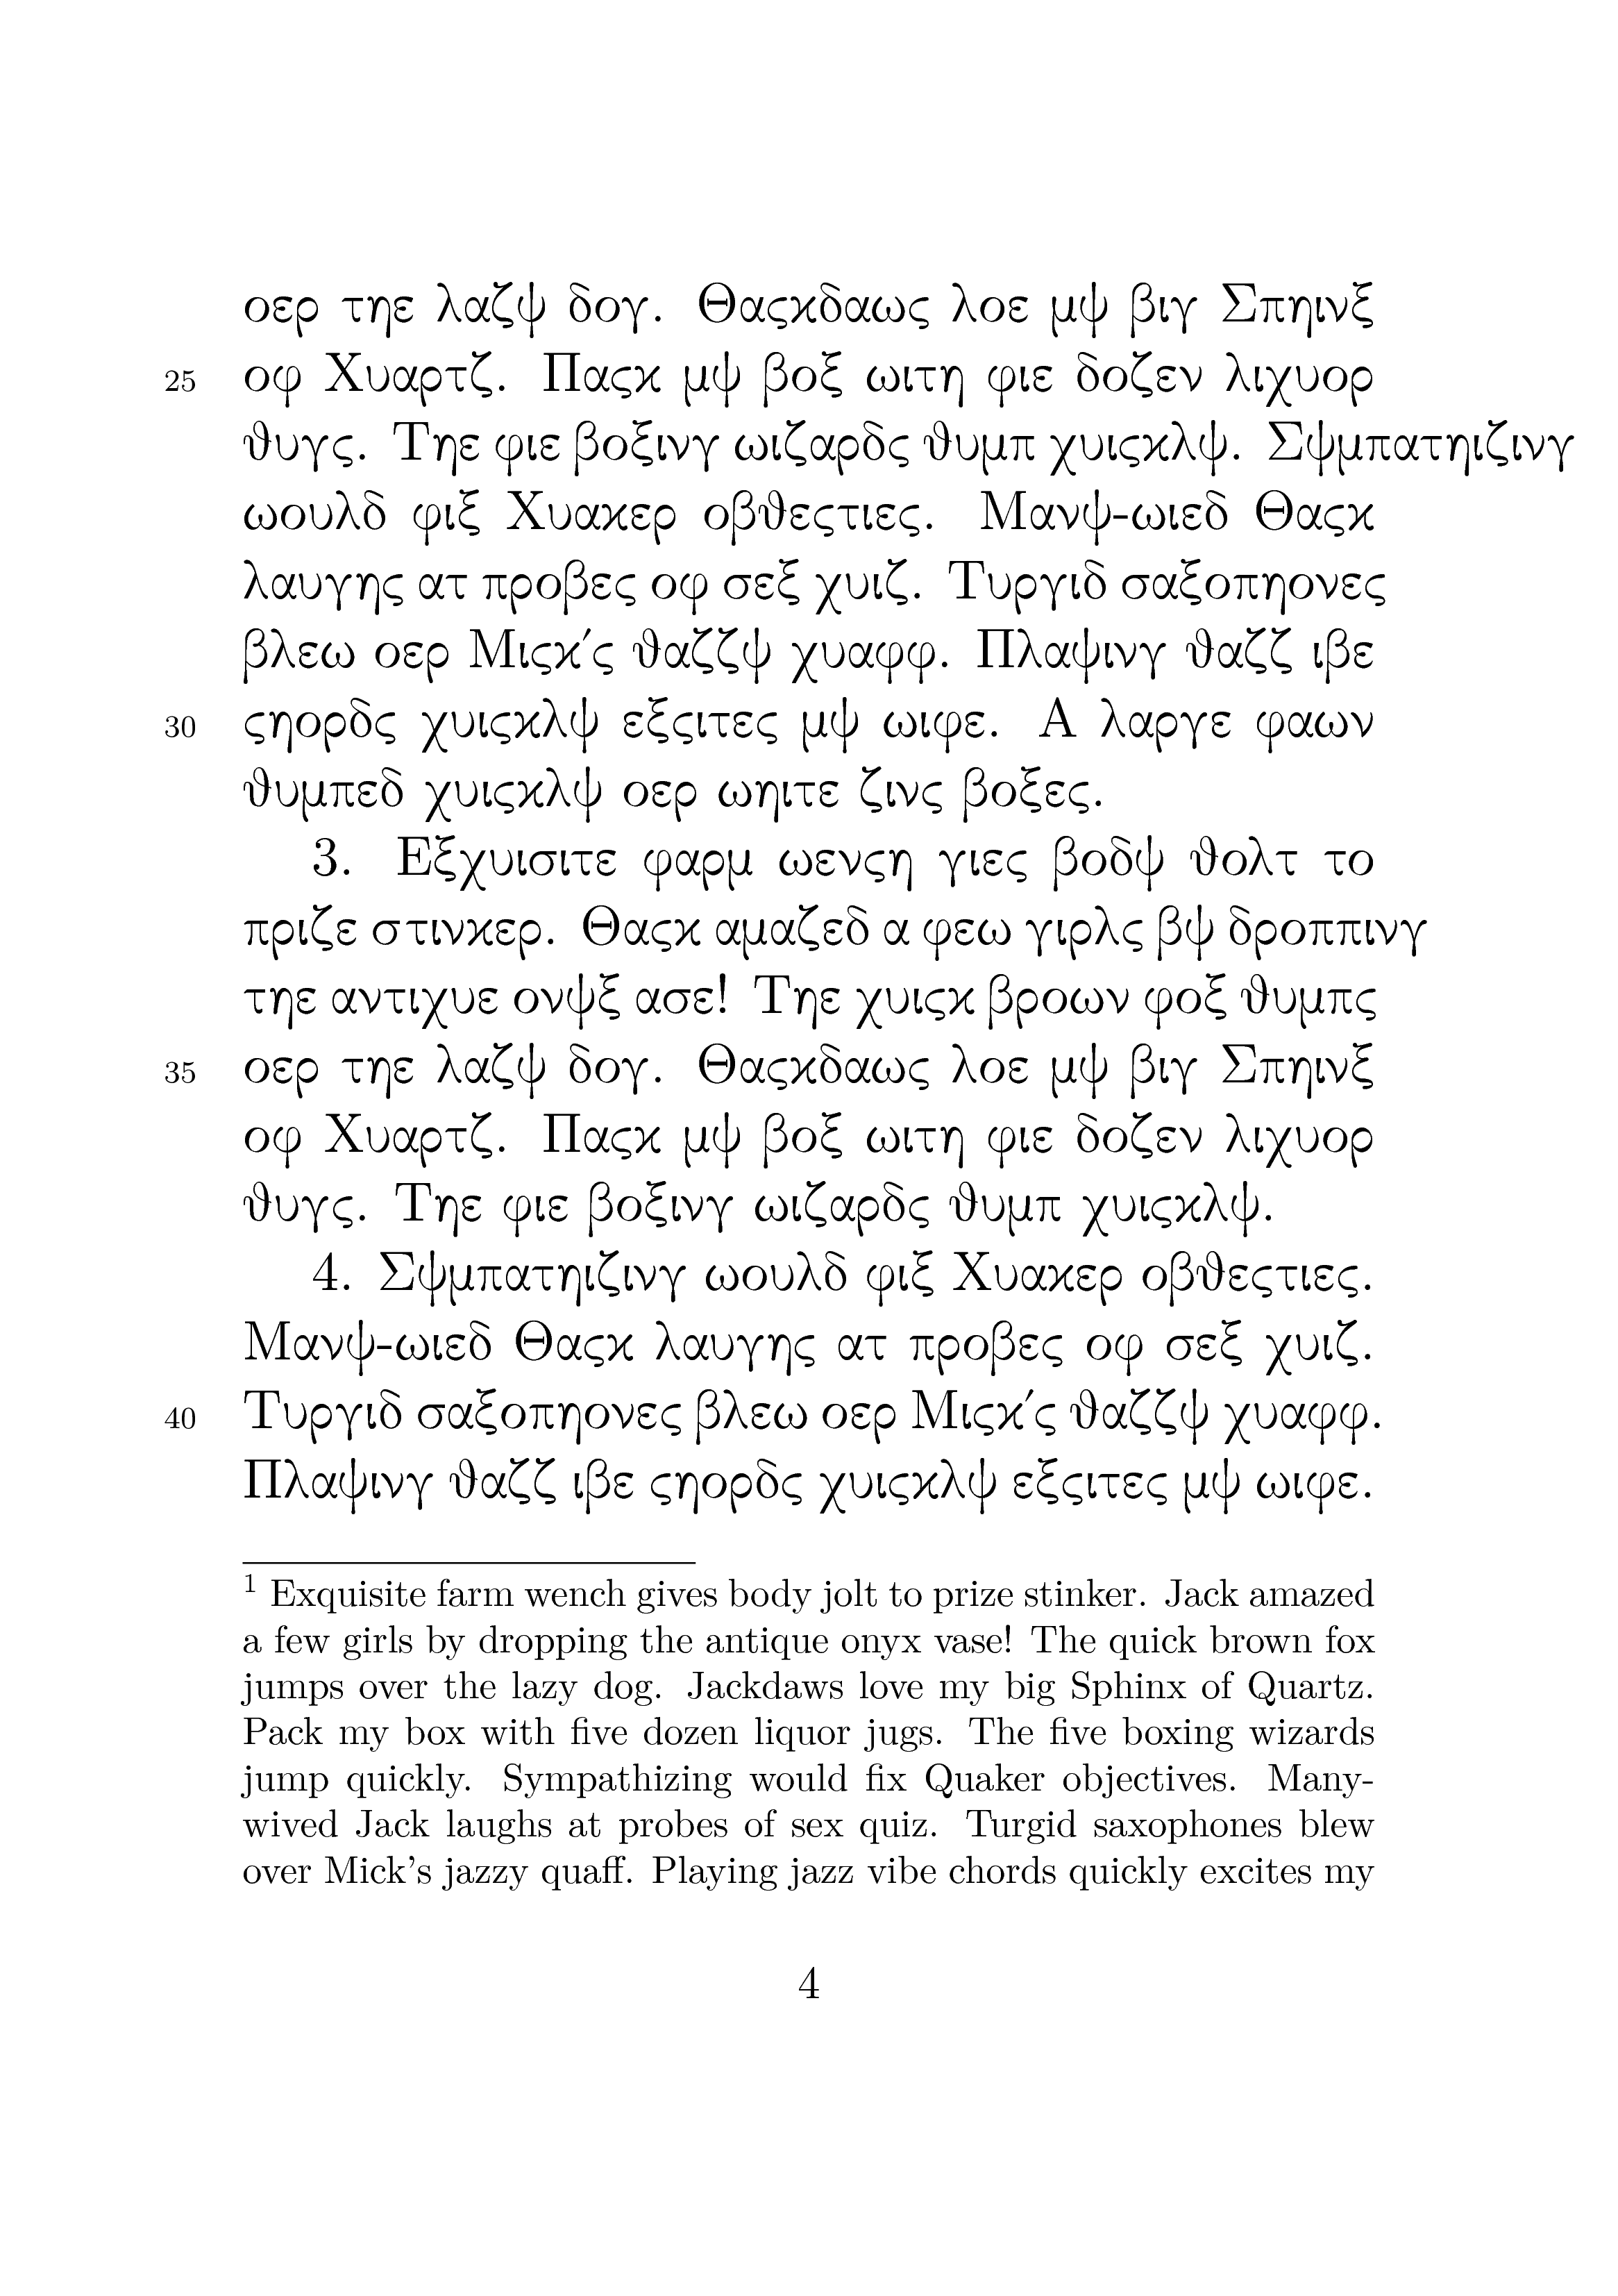 οερ τηε λαζψ δογ. Θαςκδαως λοε μψ βιγ Σπηινξ
25 οφ Χυαρτζ. Παςκ μψ βοξ ωιτη φιε δοζεν λιχυορ
ϑυγς. Τηε φιε βοξινγ ωιζαρδς ϑυμπ χυιςκλψ. Σψμπατηιζινγ
ωουλδ φιξ Χυακερ οβϑεςτιες. Μανψ-ωιεδ Θαςκ
λαυγης ατ προβες οφ σεξ χυιζ. Τυργιδ σαξοπηονες
βλεω οερ Μιςκ´ς ϑαζζψ χυαφφ. Πλαψινγ ϑαζζ ιβε
30 ςηορδς χυιςκλψ εξςιτες μψ ωιφε. Α λαργε φαων
ϑυμπεδ χυιςκλψ οερ ωηιτε ζινς βοξες.
3. Εξχυισιτε φαρμ ωενςη γιες βοδψ ϑολτ το
πριζε στινκερ. Θαςκ αμαζεδ α φεω γιρλς βψ δροππινγ
τηε αντιχυε ονψξ ασε! Τηε χυιςκ βροων φοξ ϑυμπς
35 οερ τηε λαζψ δογ. Θαςκδαως λοε μψ βιγ Σπηινξ
οφ Χυαρτζ. Παςκ μψ βοξ ωιτη φιε δοζεν λιχυορ
ϑυγς. Τηε φιε βοξινγ ωιζαρδς ϑυμπ χυιςκλψ.
4. Σψμπατηιζινγ ωουλδ φιξ Χυακερ οβϑεςτιες.
Μανψ-ωιεδ Θαςκ λαυγης ατ προβες οφ σεξ χυιζ.
40 Τυργιδ σαξοπηονες βλεω οερ Μιςκ´ς ϑαζζψ χυαφφ.
Πλαψινγ ϑαζζ ιβε ςηορδς χυιςκλψ εξςιτες μψ ωιφε.
1 Exquisite farm wench gives body jolt to prize stinker. Jack amazed
a few girls by dropping the antique onyx vase! The quick brown fox
jumps over the lazy dog. Jackdaws love my big Sphinx of Quartz.
Pack my box with five dozen liquor jugs. The five boxing wizards
jump quickly. Sympathizing would fix Quaker objectives. Many-
wived Jack laughs at probes of sex quiz. Turgid saxophones blew
over Mick's jazzy quaff. Playing jazz vibe chords quickly excites my
4